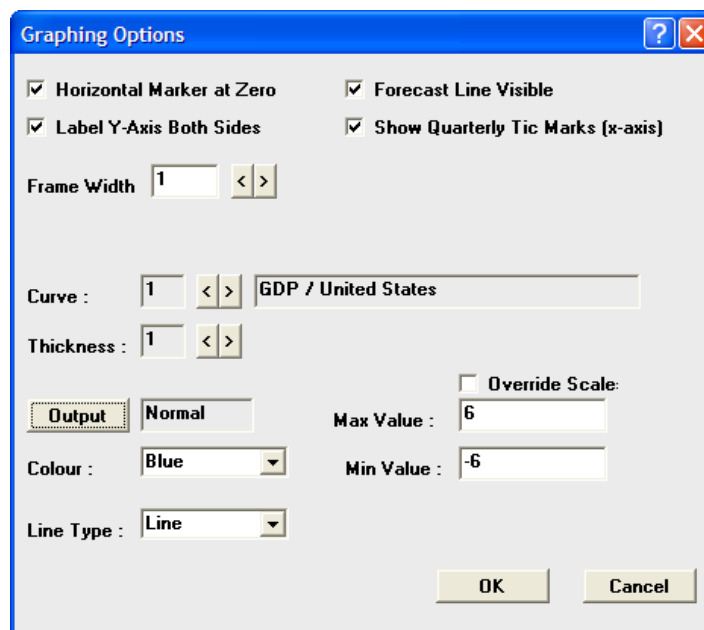 Graphing Options
Horizontal Marker at Zero
Forecast Line Visible
Label Y-Axis Both Sides
Show Quarterly Tic Marks (x-axis)
Frame Width 1 < >
Curve : 1 < > GDP / United States
Thickness : 1 < >
Override Scale:
Output Normal
Max Value : 6
Colour : Blue
Min Value : -6
Line Type : Line
OK Cancel